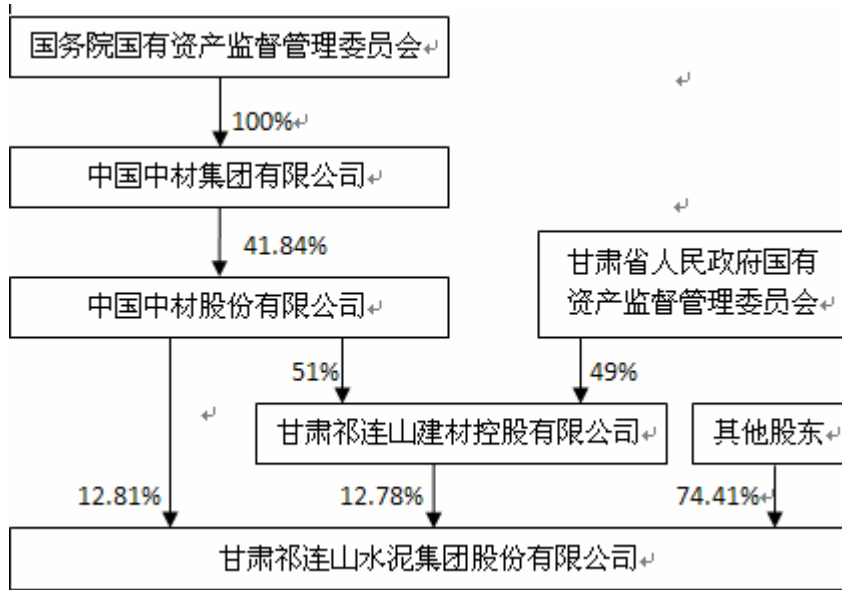 国务院国有资产监督管理委员会
100%
中国中材集团有限公司
41.84%
甘肃省人民政府国有
资产监督管理委员会
中国中材股份有限公司
51%
49%
甘肃祁连山建材控股有限公司
其他股东
12.81%
12.78%
74.41%
甘肃祁连山水泥集团股份有限公司